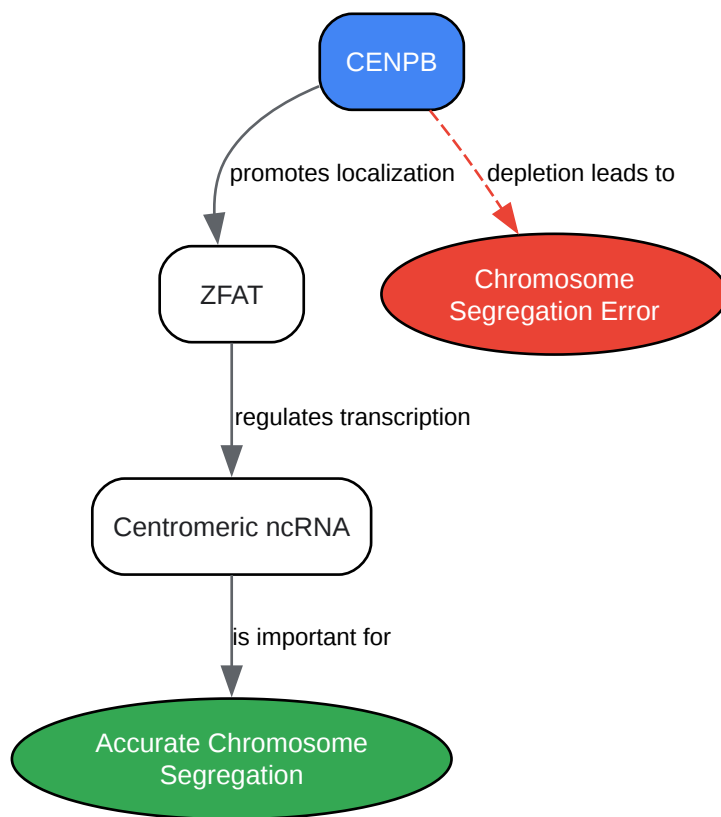 CENPB
promotes localization
depletion leads to
ZFAT
Chromosome
Segregation Error
regulates transcription
Centromeric ncRNA
is important for
Accurate Chromosome
Segregation